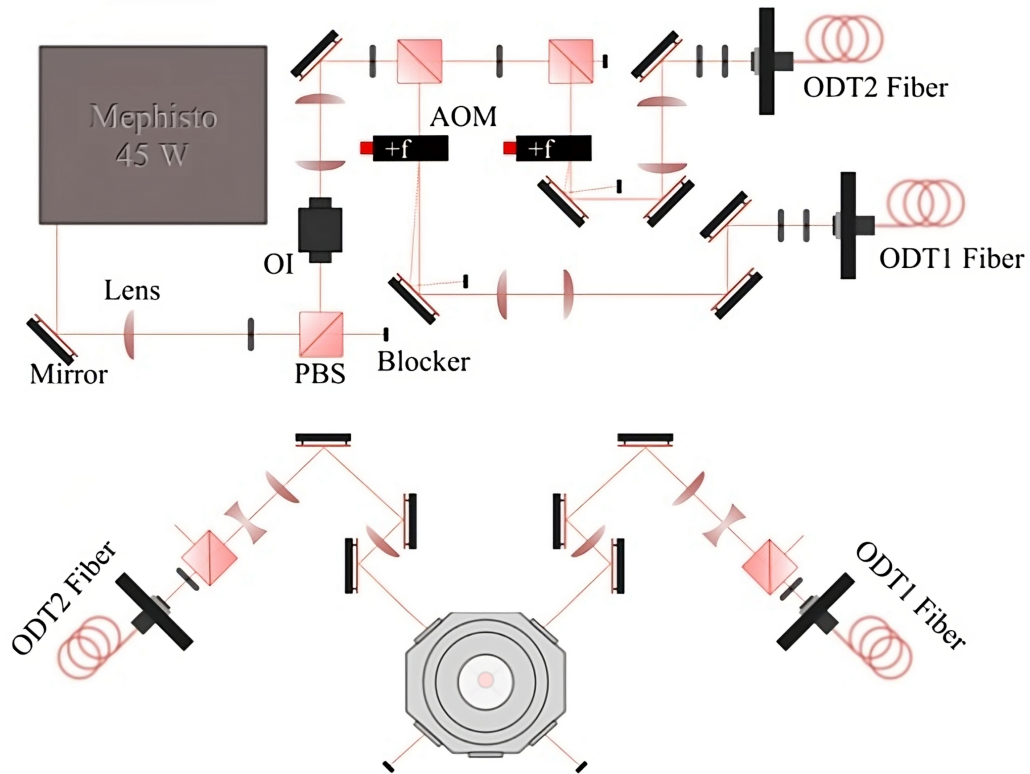 Mephisto
45 W
AOM
+f
+f
ODT2 Fiber
OI
ODT1 Fiber
Lens
Mirror
PBS
Blocker
ODT2 Fiber
ODT1 Fiber